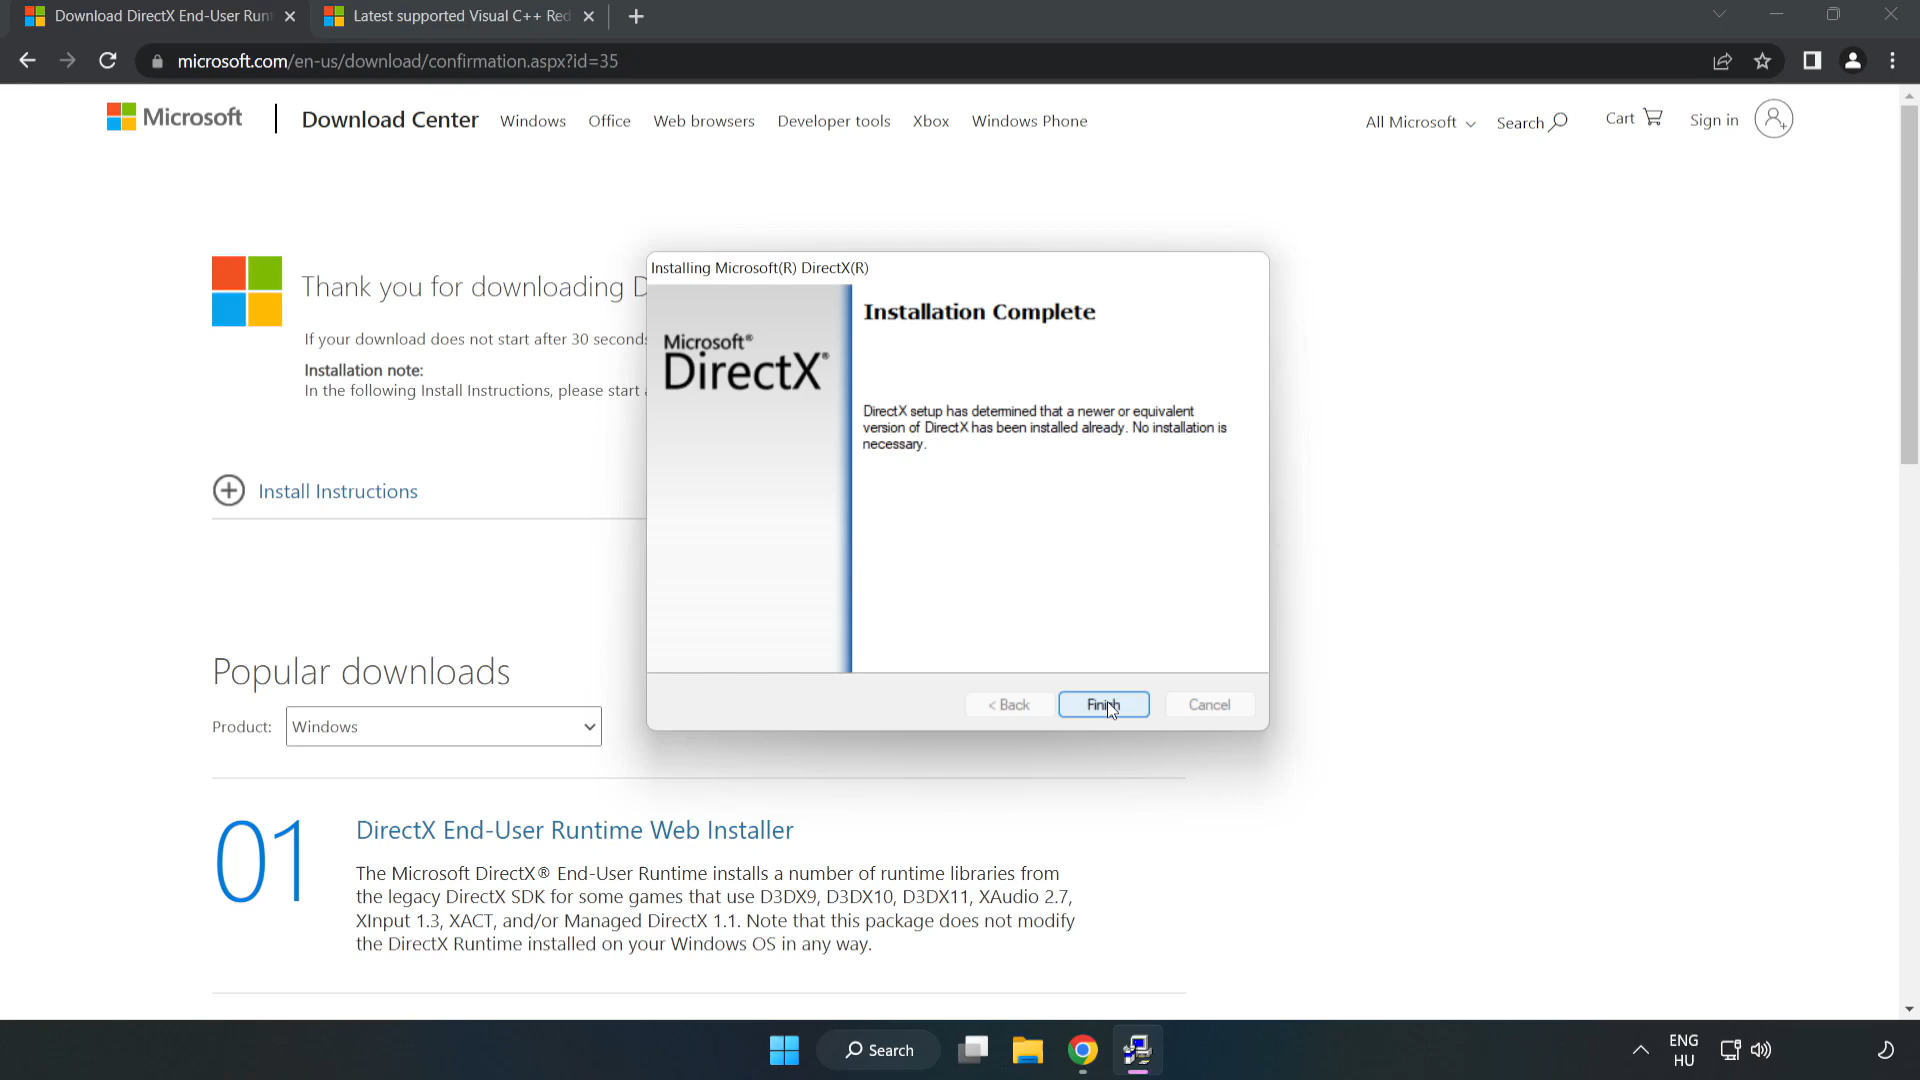 Download DirectX End-User Run
Latest supported Visual C++ Red
microsoft.com/en-us/download/confirmation.aspx?id=35
Microsoft
Download Center
Windows
Office
Web browsers
Developer tools
Xbox
Windows Phone
All Microsoft
Search
Cart
Sign in
Thank you for downloading D
If your download does not start after 30 seconds
Installation note:
In the following Install Instructions, please start a
Install Instructions
Installing Microsoft(R) DirectX(R)
Microsoft®
DirectX®
Installation Complete
DirectX setup has determined that a newer or equivalent
version of DirectX has been installed already. No installation is
necessary.
< Back
Finish
Cancel
Popular downloads
Product:
Windows
01
DirectX End-User Runtime Web Installer
The Microsoft DirectX® End-User Runtime installs a number of runtime libraries from
the legacy DirectX SDK for some games that use D3DX9, D3DX10, D3DX11, XAudio 2.7,
XInput 1.3, XACT, and/or Managed DirectX 1.1. Note that this package does not modify
the DirectX Runtime installed on your Windows OS in any way.
Search
ENG
HU